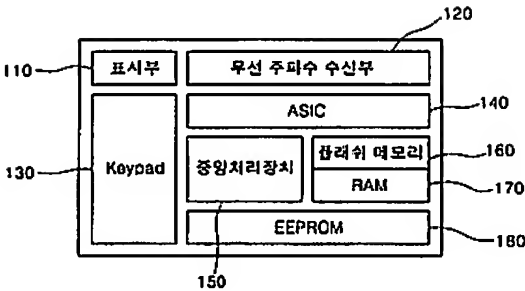 120
110
표시부
무선 주파수 수신부
ASIC
140
130
Keypad
중앙처리장치
플래쉬 메모리
160
RAM
170
EEPROM
180
150